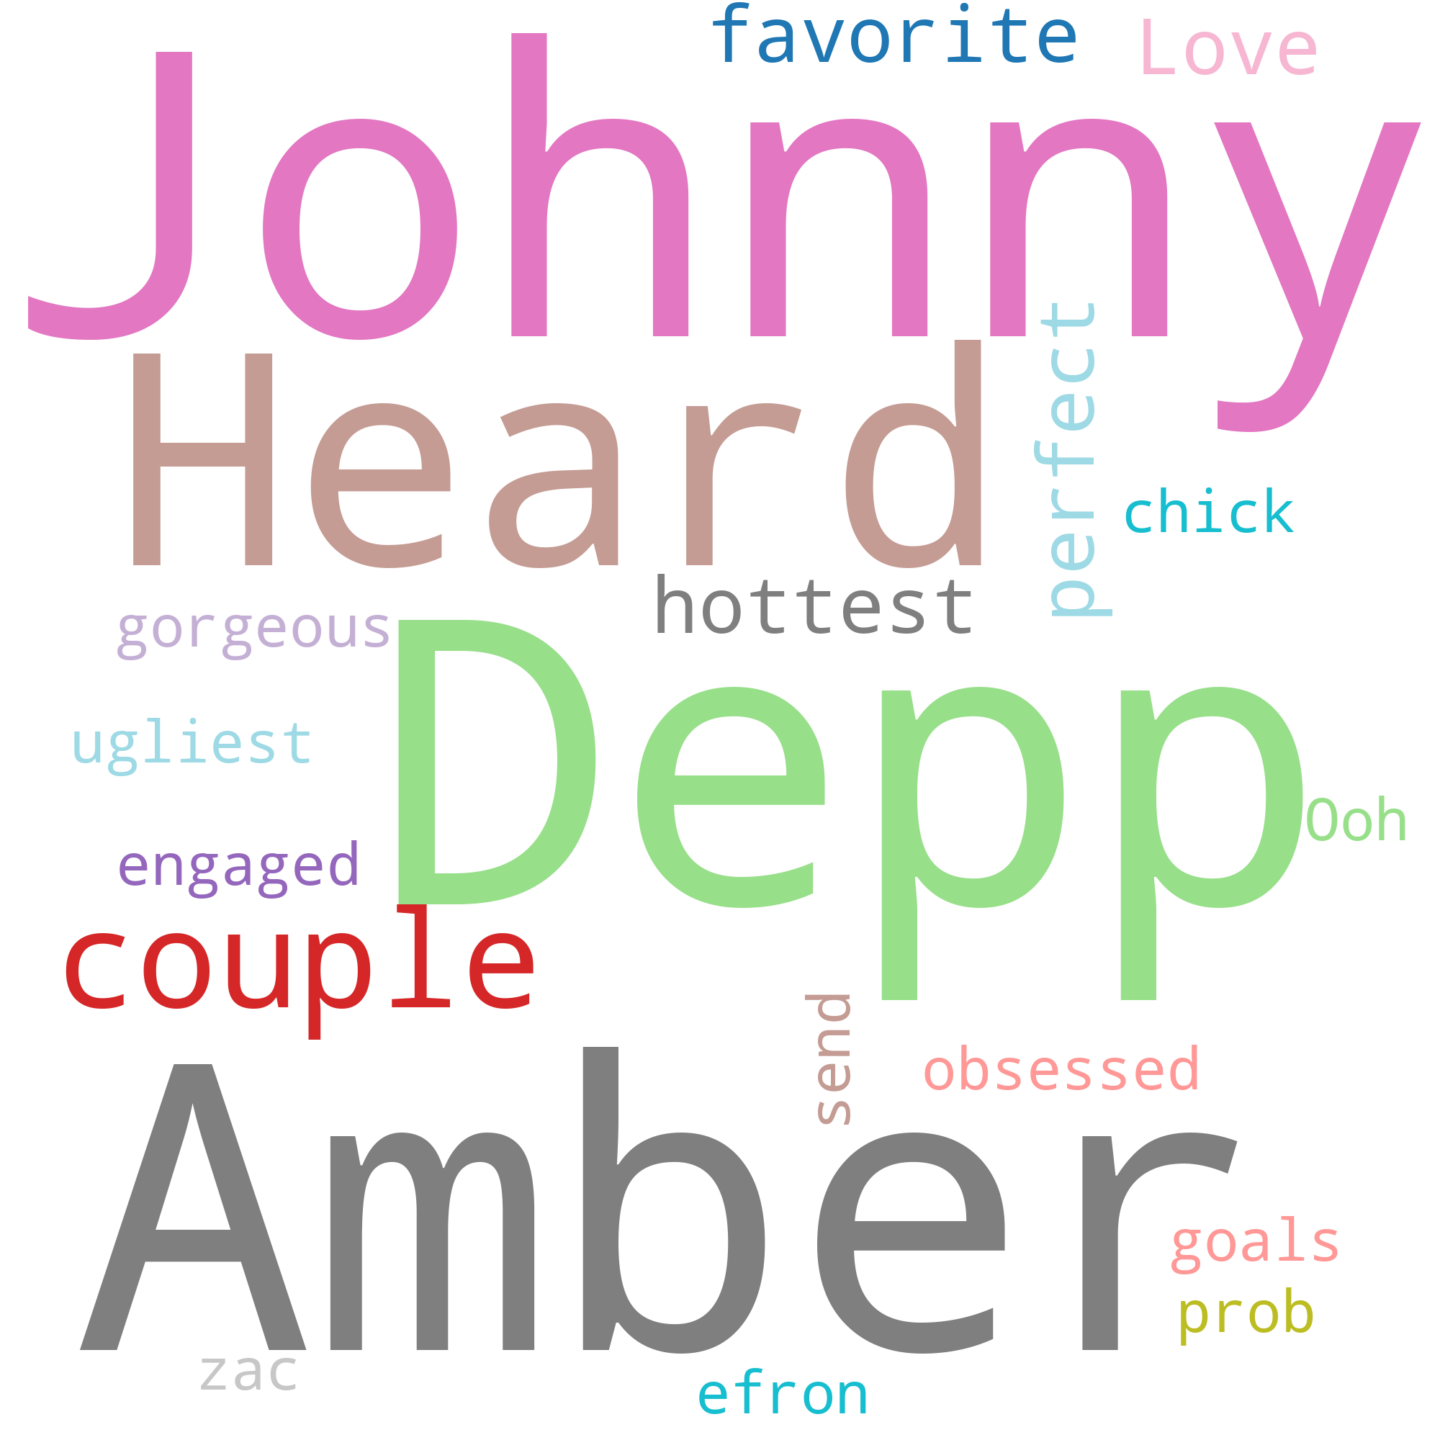 favorite Love
Johnny
perfect
Heard
chick
hottest
gorgeous
Depp
ugliest
Ooh
engaged
couple
send
obsessed
Amber
goals
prob
zac
efron